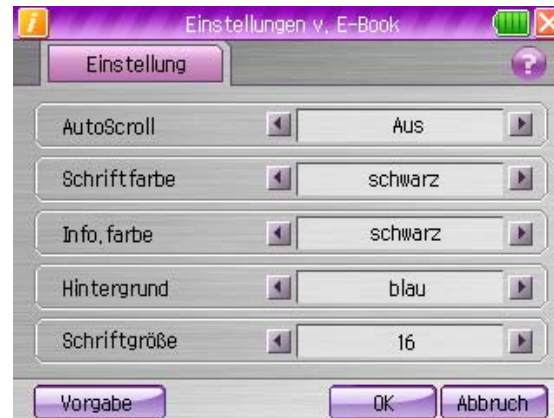 Einstellungen v. E-Book
Einstellung
?
AutoScroll Aus
Schriftfarbe schwarz
Info.farbe schwarz
Hintergrund blau
Schriftgröße 16
Vorgabe OK Abbruch